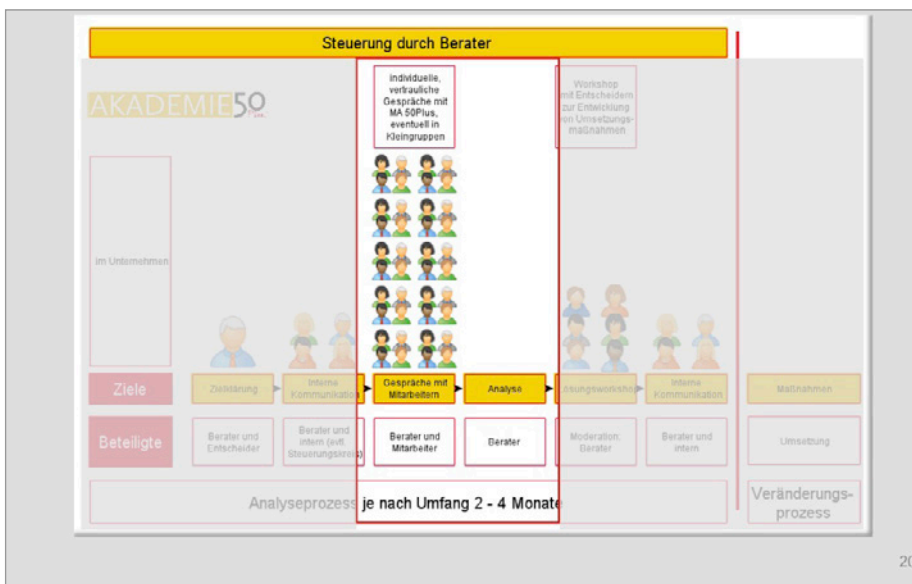 Steuerung durch Berater
AKADEMIE50
individuelle,
vertrauliche
Gespräche mit
MA 50Plus,
eventuell in
Kleingruppen
Workshop
mit Entscheidern
zur Entwicklung
von Umsetzungs-
maßnahmen
im Unternehmen
Ziele
Zielklärung
Interne
Kommunikation
Gespräche mit
Mitarbeitern
Analyse
Lösungsworkshop
Interne
Kommunikation
Maßnahmen
Beteiligte
Berater und
Entscheider
Berater und
intern (evtl.
Steuerungskreis)
Berater und
Mitarbeiter
Berater
Moderation:
Berater
Berater und
intern
Umsetzung
Analyseprozess je nach Umfang 2 - 4 Monate
Veränderungs-
prozess
20